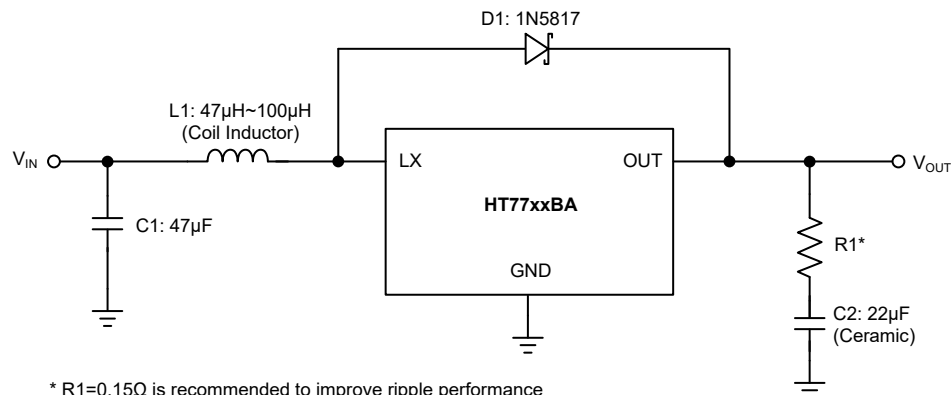 D1: 1N5817
L1: 47µH~100µH
(Coil Inductor)
V_IN
LX
OUT
V_OUT
HT77xxBA
C1: 47µF
R1*
GND
C2: 22µF
(Ceramic)
* R1=0.15Ω is recommended to improve ripple performance